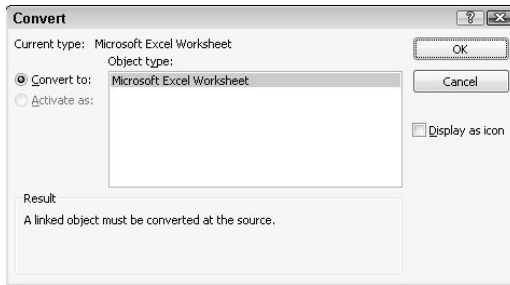 Convert
Current type: Microsoft Excel Worksheet
OK
Object type:
Convert to:
Microsoft Excel Worksheet
Cancel
Activate as:
Display as icon
Result
A linked object must be converted at the source.